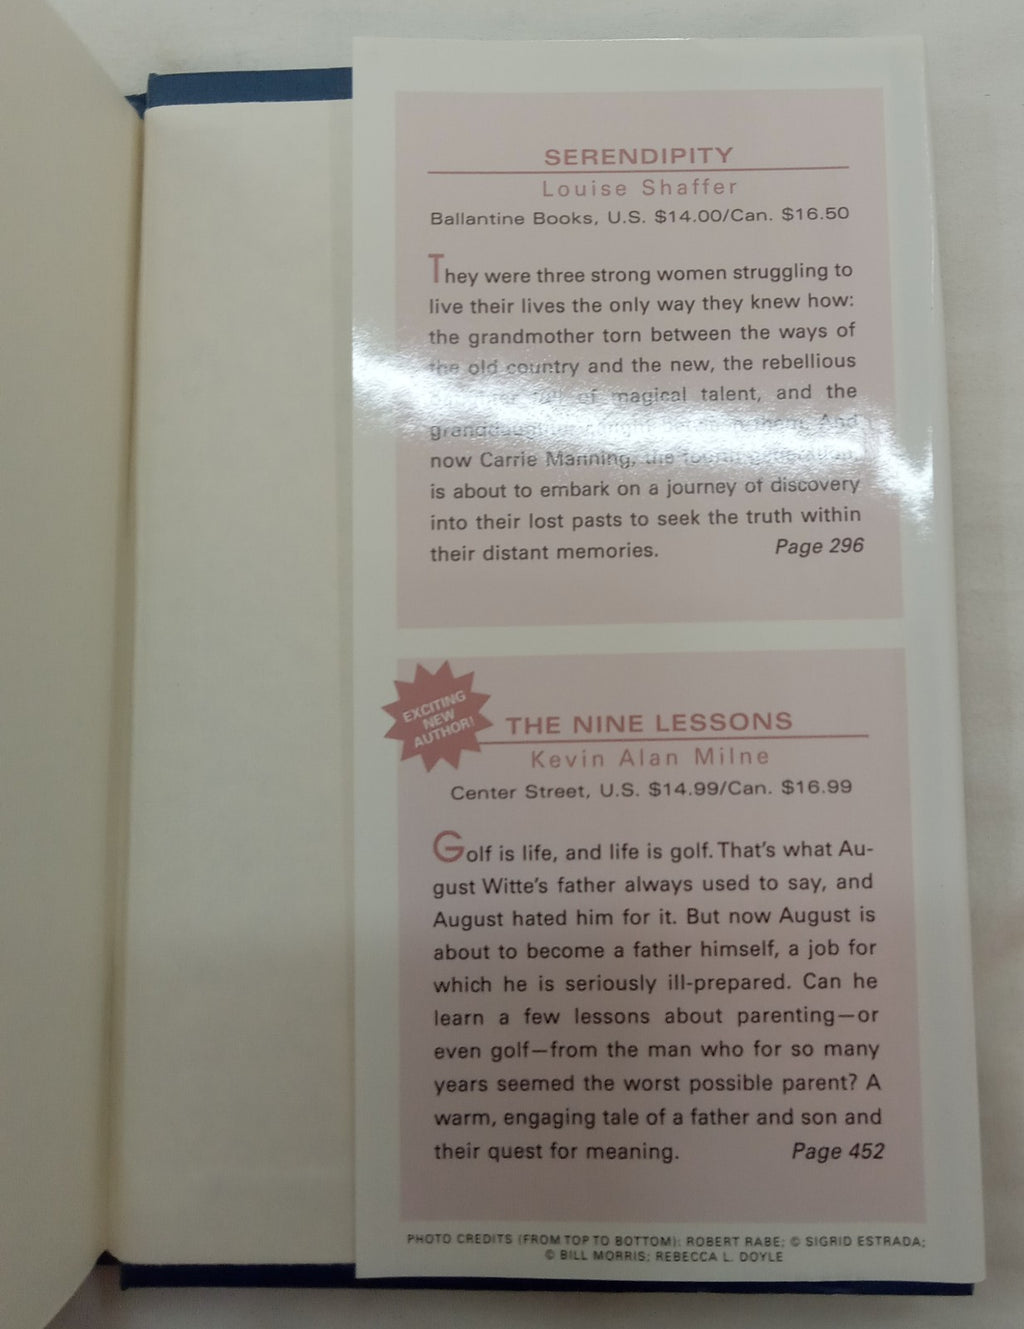 SERENDIPITY
Louise Shaffer
Ballantine Books, U.S. $14.00/Can. $16.50
They were three strong women struggling to
live their lives the only way they knew how:
the grandmother torn between the ways of
the old country and the new, the rebellious
of magical talent, and the
granddaughter caught between them. And
now Carrie Manning, the fourth generation,
is about to embark on a journey of discovery
into their lost pasts to seek the truth within
their distant memories. Page 296
EXCITING
NEW
AUTHOR!
THE NINE LESSONS
Kevin Alan Milne
Center Street, U.S. $14.99/Can. $16.99
Golf is life, and life is golf. That's what Au-
gust Witte's father always used to say, and
August hated him for it. But now August is
about to become a father himself, a job for
which he is seriously ill-prepared. Can he
learn a few lessons about parenting—or
even golf—from the man who for so many
years seemed the worst possible parent? A
warm, engaging tale of a father and son and
their quest for meaning. Page 452
PHOTO CREDITS (FROM TOP TO BOTTOM): ROBERT RABE; © SIGRID ESTRADA;
© BILL MORRIS; REBECCA L. DOYLE